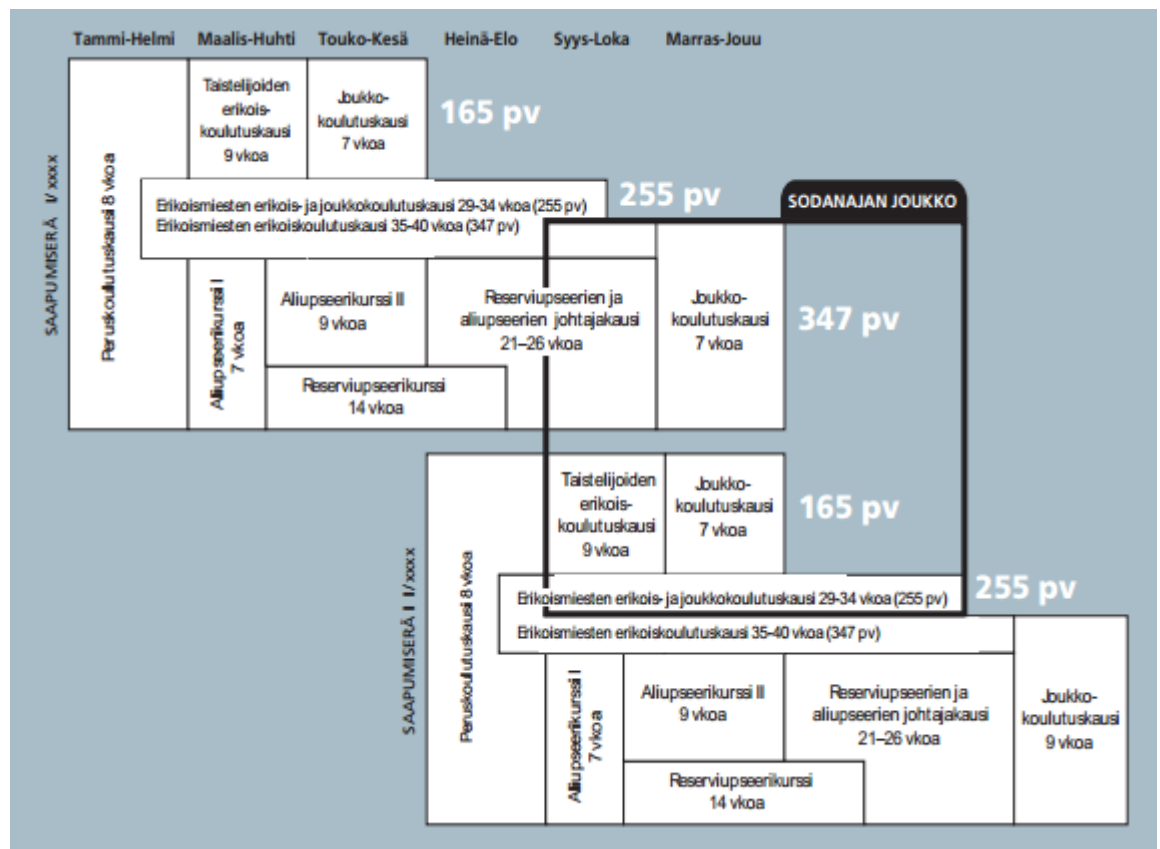 Tammi-Helmi Maalis-Huhti Touko-Kesä Heinä-Elo Syys-Loka Marras-Jouu
SAAPUMISERÄ I/ xxxx
Peruskoulutuskausi 8 vkoa
Taistelijoiden
erikois-
koulutuskausi
9 vkoa
Joukko-
koulutuskausi
7 vkoa
165 pv
Erikoismiesten erikois- ja joukkokoulutuskausi 29-34 vkoa (255 pv)
Erikoismiesten erikoiskoulutuskausi 35-40 vkoa (347 pv)
255 pv
SODANAJAN JOUKKO
Aliupseerikurssi I
7 vkoa
Aliupseerikurssi II
9 vkoa
Reserviupseerikurssi
14 vkoa
Reserviupseerien ja
aliupseerien johtajakausi
21–26 vkoa
Joukko-
koulutuskausi
7 vkoa
347 pv
SAAPUMISERÄ I I/ xxxx
Peruskoulutuskausi 8 vkoa
Taistelijoiden
erikois-
koulutuskausi
9 vkoa
Joukko-
koulutuskausi
7 vkoa
165 pv
Erikoismiesten erikois- ja joukkokoulutuskausi 29-34 vkoa (255 pv)
Erikoismiesten erikoiskoulutuskausi 35-40 vkoa (347 pv)
255 pv
Aliupseerikurssi I
7 vkoa
Aliupseerikurssi II
9 vkoa
Reserviupseerikurssi
14 vkoa
Reserviupseerien ja
aliupseerien johtajakausi
21–26 vkoa
Joukko-
koulutuskausi
9 vkoa